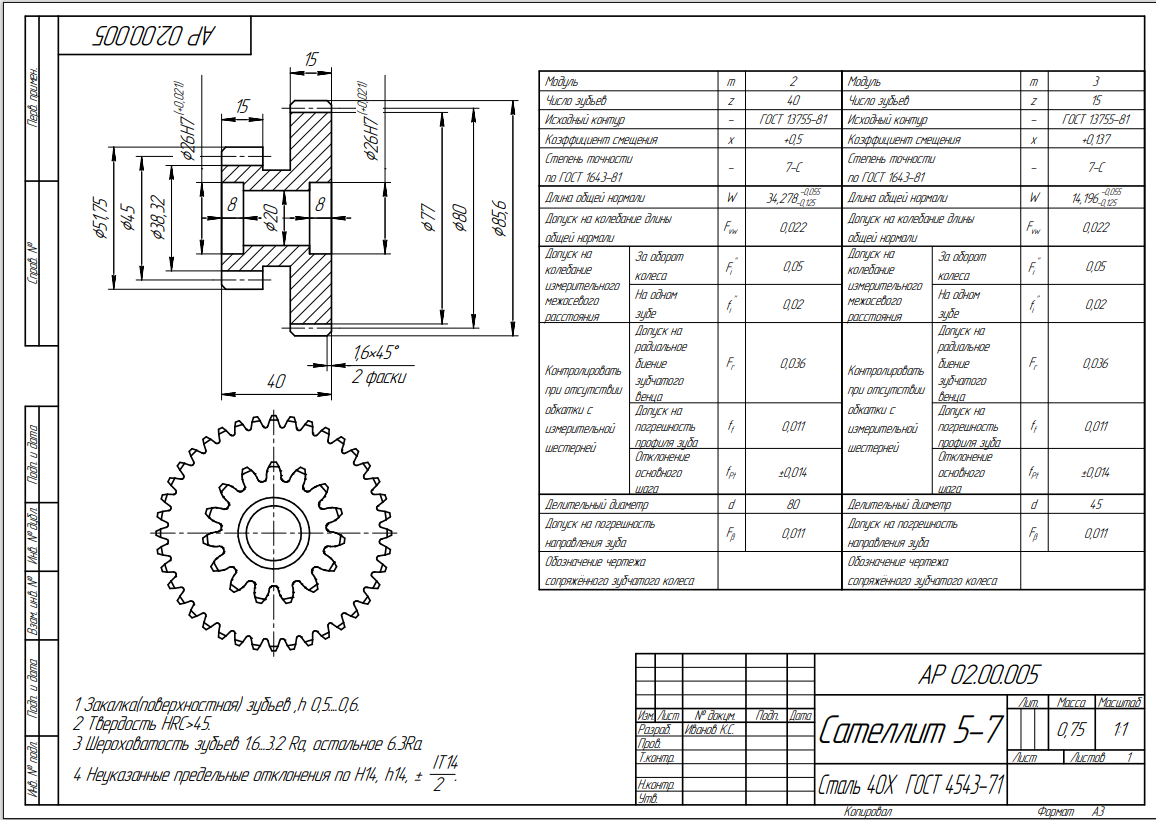 АР 02.00.005
Перв. примен.
Справ. №
Подп. и дата
Инв. № дубл.
Взам. инв. №
Подп. и дата
Инв. № подл.
15
15
⌀26H7(+0,021)
⌀26H7(+0,021)
⌀51,75
⌀45
⌀38,32
8
⌀20
8
⌀77
⌀80
⌀85,6
1,6×45°
2 фаски
40
Модуль m 2
Число зубьев z 40
Исходный контур – ГОСТ 13755-81
Коэффициент смещения x +0,5
Степень точности
по ГОСТ 1643-81 – 7-C
Длина общей нормали W 34,278 -0,055 -0,125
Допуск на колебание длины
общей нормали Fvw 0,022
Допуск на
колебание
измерительного
межосевого
расстояния
За оборот
колеса Fi" 0,05
На одном
зубе fi" 0,02
Контролировать
при отсутствии
обкатки с
измерительной
шестерней
Допуск на
радиальное
биение
зубчатого
венца Fr 0,036
Допуск на
погрешность
профиля зуба ff 0,011
Отклонение
основного
шага fPt ±0,014
Делительный диаметр d 80
Допуск на погрешность
направления зуба Fβ 0,011
Обозначение чертежа
сопряжённого зубчатого колеса
Модуль m 3
Число зубьев z 15
Исходный контур – ГОСТ 13755-81
Коэффициент смещения x +0,137
Степень точности
по ГОСТ 1643-81 – 7-C
Длина общей нормали W 14,196 -0,055 -0,125
Допуск на колебание длины
общей нормали Fvw 0,022
Допуск на
колебание
измерительного
межосевого
расстояния
За оборот
колеса Fi" 0,05
На одном
зубе fi" 0,02
Контролировать
при отсутствии
обкатки с
измерительной
шестерней
Допуск на
радиальное
биение
зубчатого
венца Fr 0,036
Допуск на
погрешность
профиля зуба ff 0,011
Отклонение
основного
шага fPt ±0,014
Делительный диаметр d 45
Допуск на погрешность
направления зуба Fβ 0,011
Обозначение чертежа
сопряжённого зубчатого колеса
1 Закалка(поверхностная) зубьев ,h 0,5...0,6.
2 Твердость HRC>45.
3 Шероховатость зубьев 1.6...3.2 Ra, остальное 6.3Ra
4 Неуказанные предельные отклонения по H14, h14, ± IT14/2.
АР 02.00.005
Изм. Лист № докум. Подп. Дата
Разраб. Иванов К.С.
Пров.
Т.контр.
Н.контр.
Утв.
Сателлит 5-7
Лит. Масса Масштаб
0,75 1:1
Лист Листов 1
Сталь 40Х ГОСТ 4543-71
Копировал Формат А3